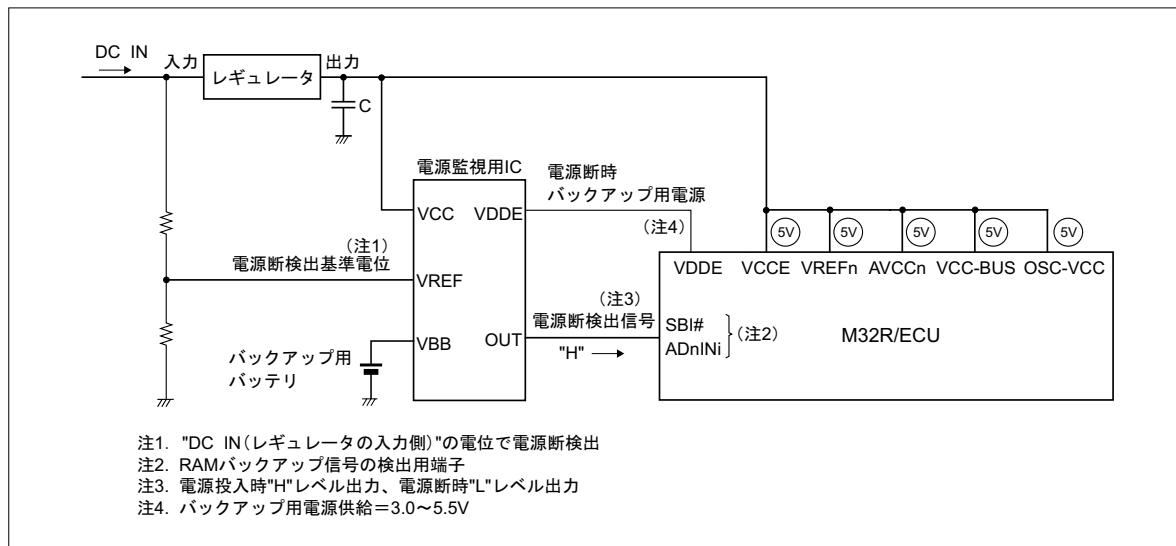 DC IN
入力
レギュレータ
出力
C
電源監視用IC
電源断時
バックアップ用電源
VCC
VDDE
(注4)
5V
5V
5V
5V
5V
(注1)
電源断検出基準電位
VDDE
VCCE
VREFn
AVCCn
VCC-BUS
OSC-VCC
VREF
(注3)
電源断検出信号
SBI#
ADnINi
(注2)
M32R/ECU
VBB
OUT
"H"
バックアップ用
バッテリ
注1. "DC IN(レギュレータの入力側)"の電位で電源断検出
注2. RAMバックアップ信号の検出用端子
注3. 電源投入時"H"レベル出力、電源断時"L"レベル出力
注4. バックアップ用電源供給＝3.0～5.5V